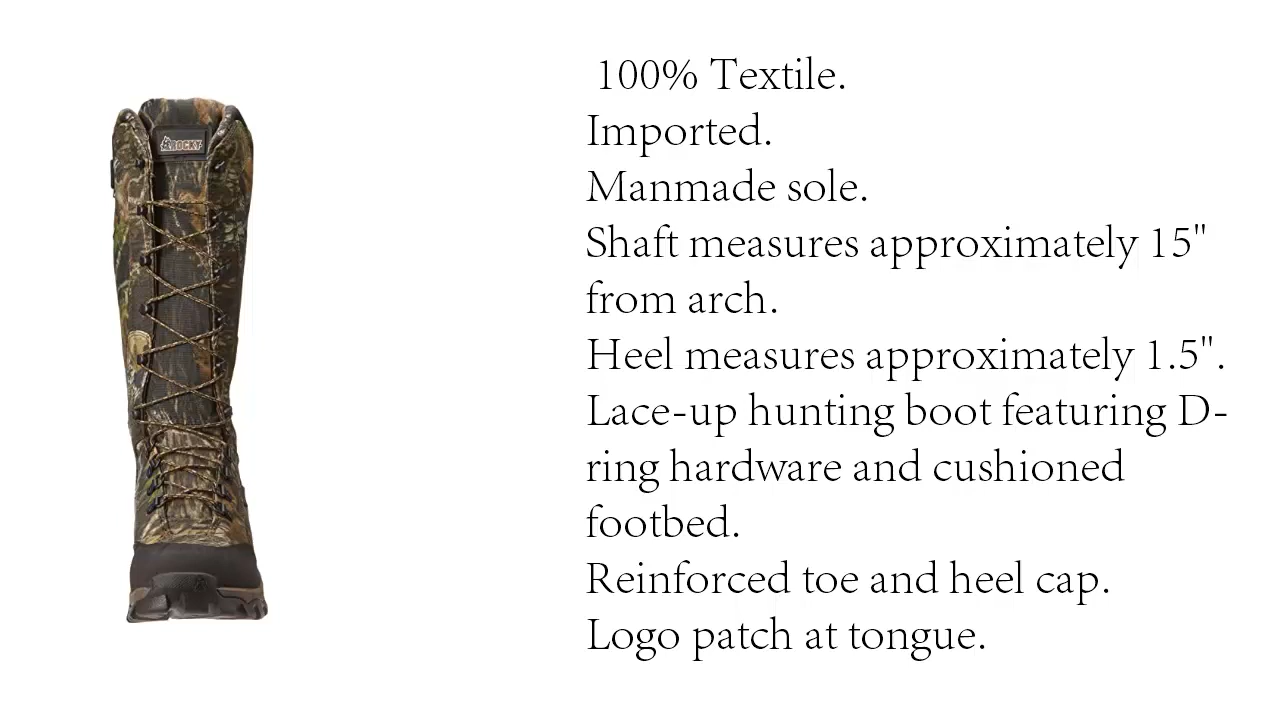 ROCKY
100% Textile.
Imported.
Manmade sole.
Shaft measures approximately 15"
from arch.
Heel measures approximately 1.5".
Lace-up hunting boot featuring D-
ring hardware and cushioned
footbed.
Reinforced toe and heel cap.
Logo patch at tongue.